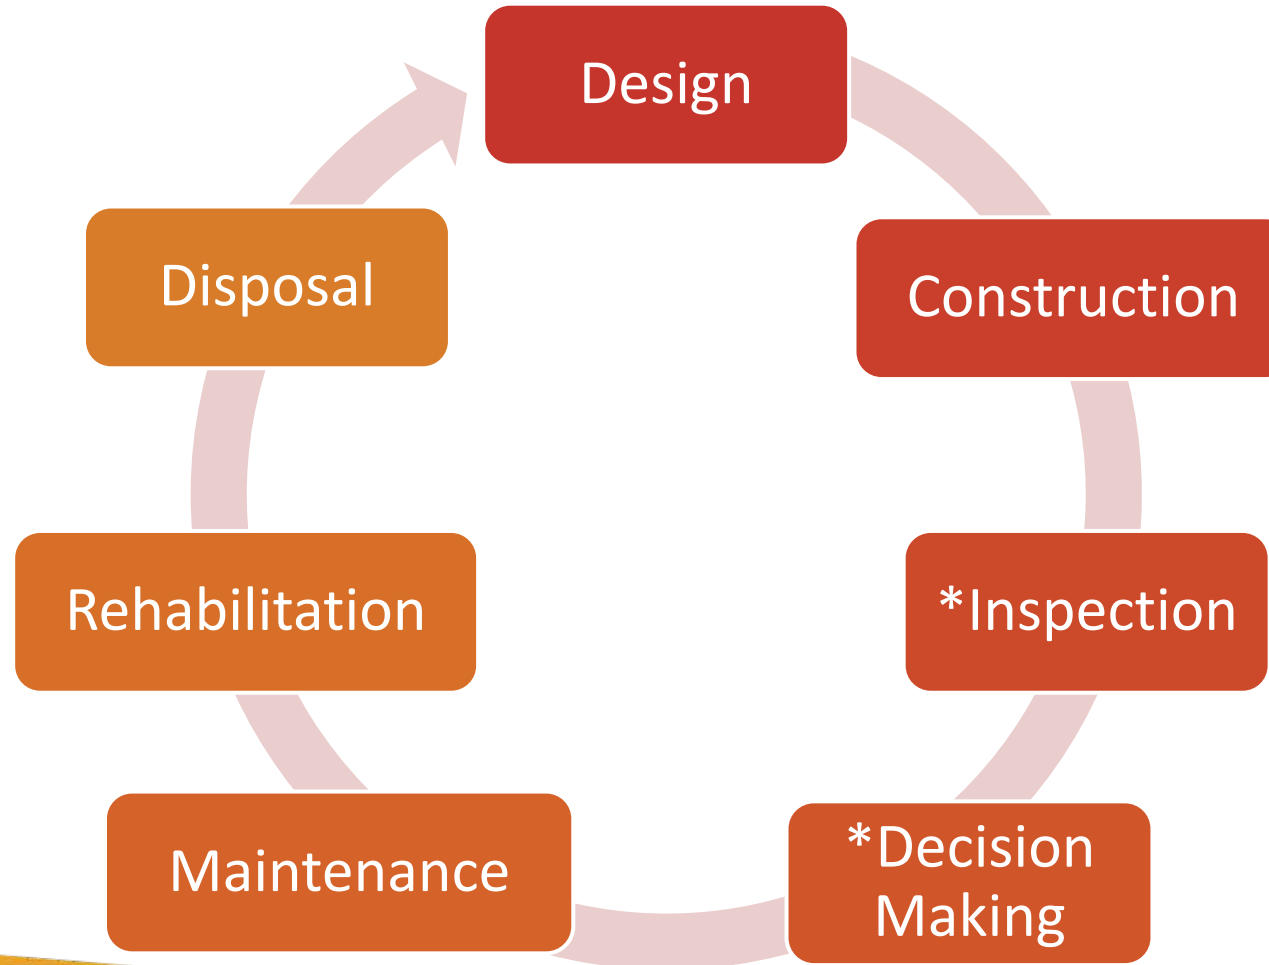 Design
Construction
*Inspection
*Decision
Making
Maintenance
Rehabilitation
Disposal